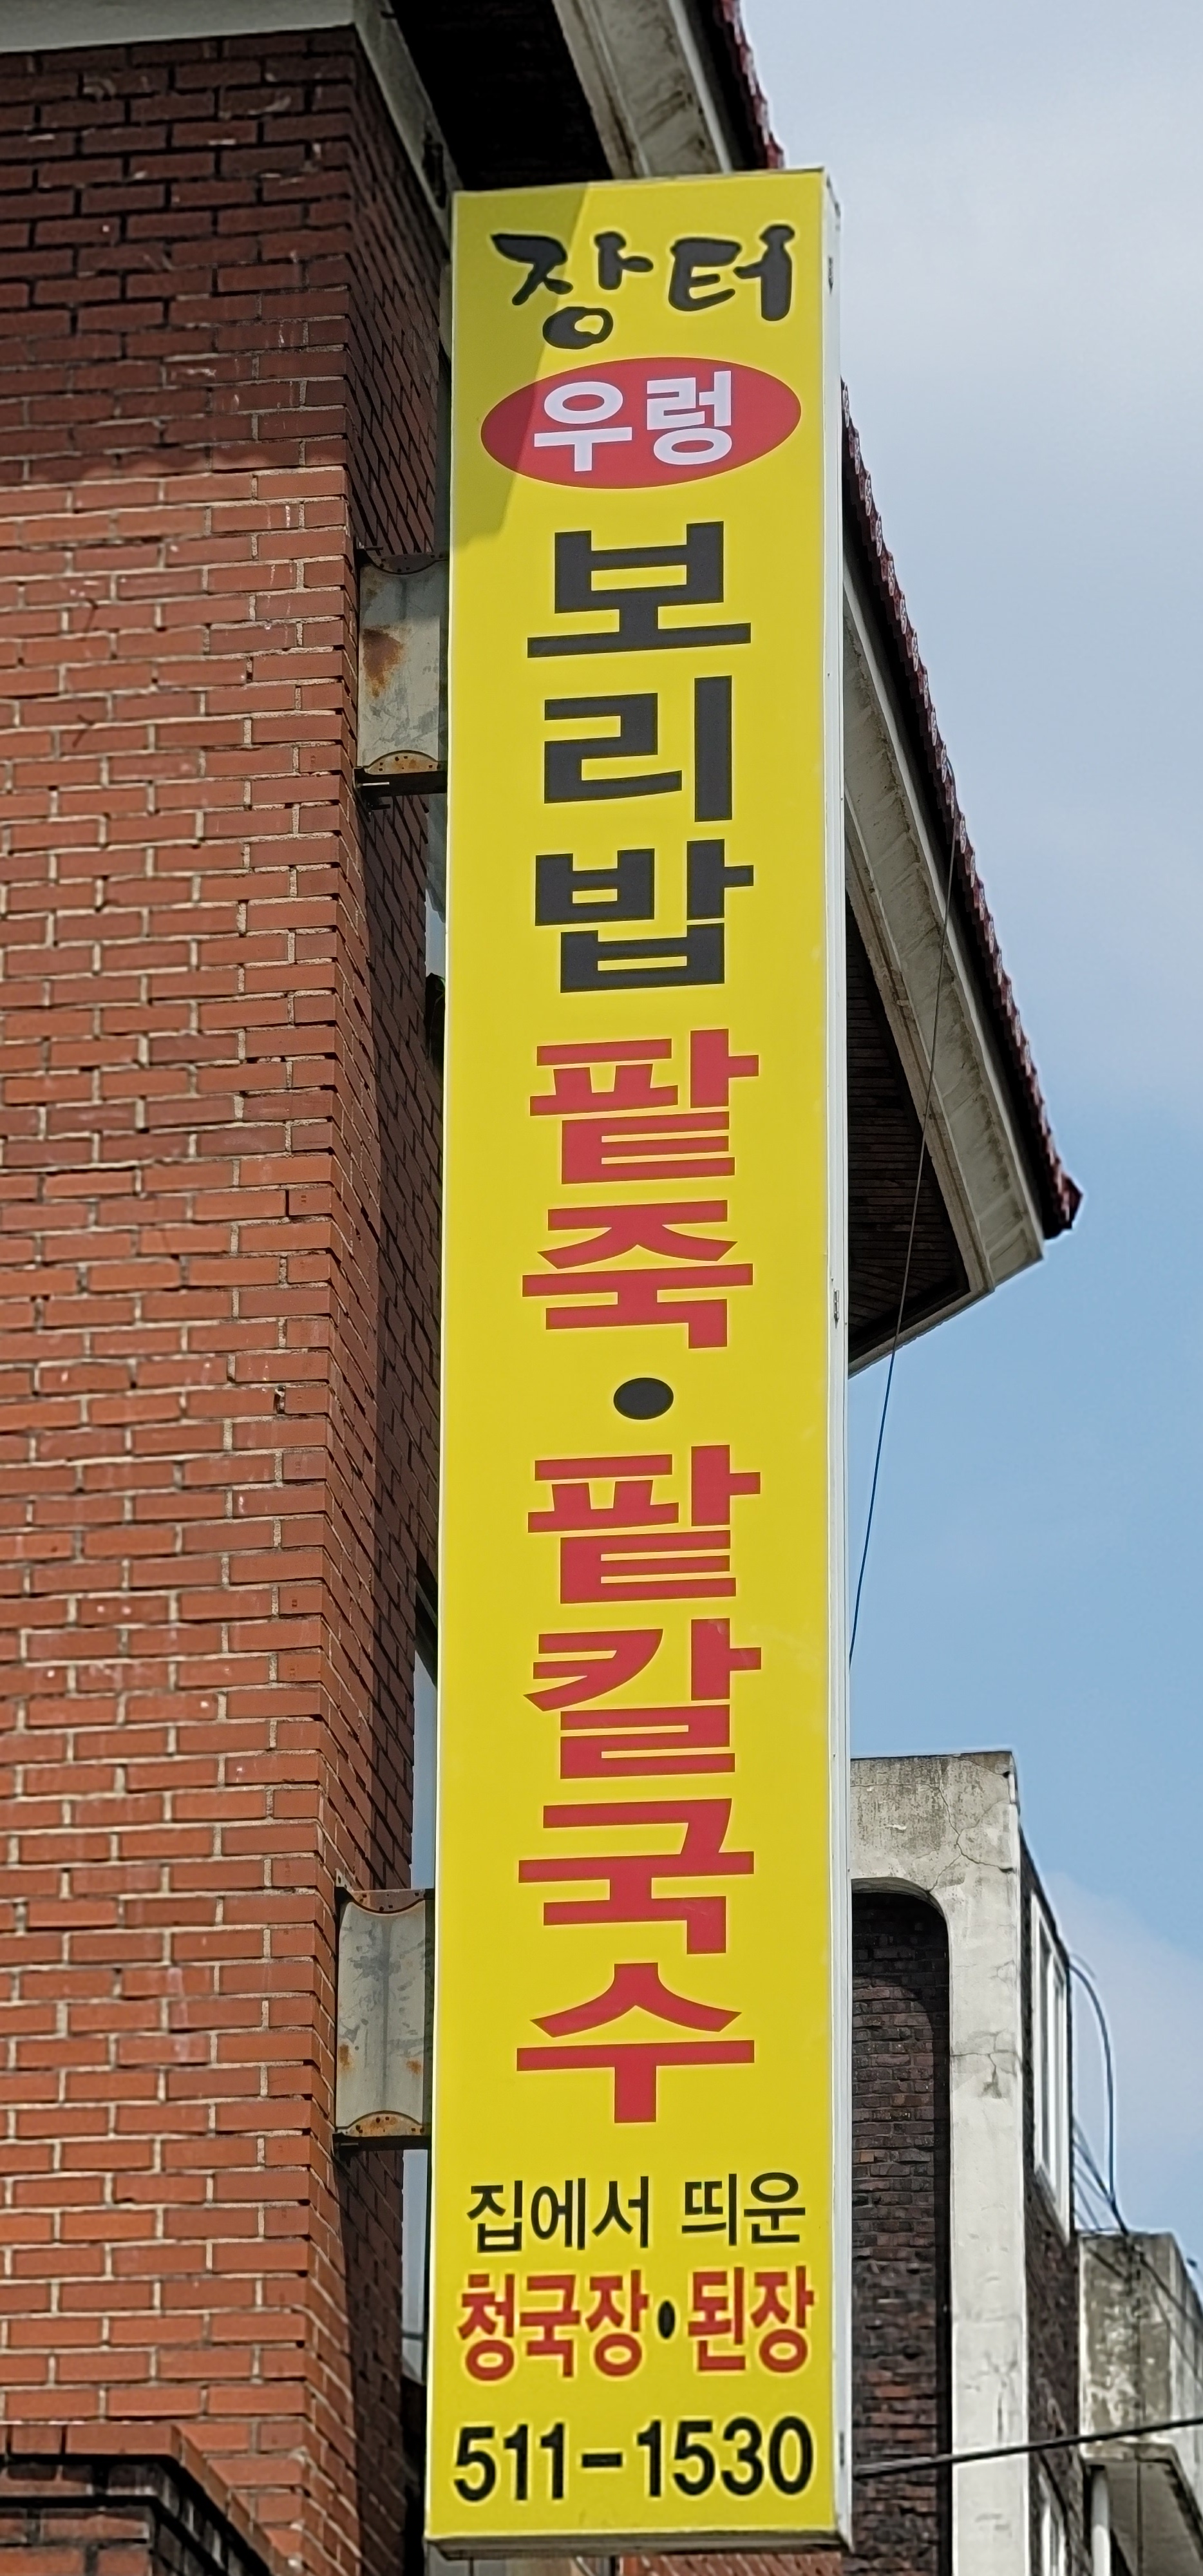 장터
우렁
보리밥
팥죽·팥칼국수
집에서 띄운
청국장·된장
511-1530